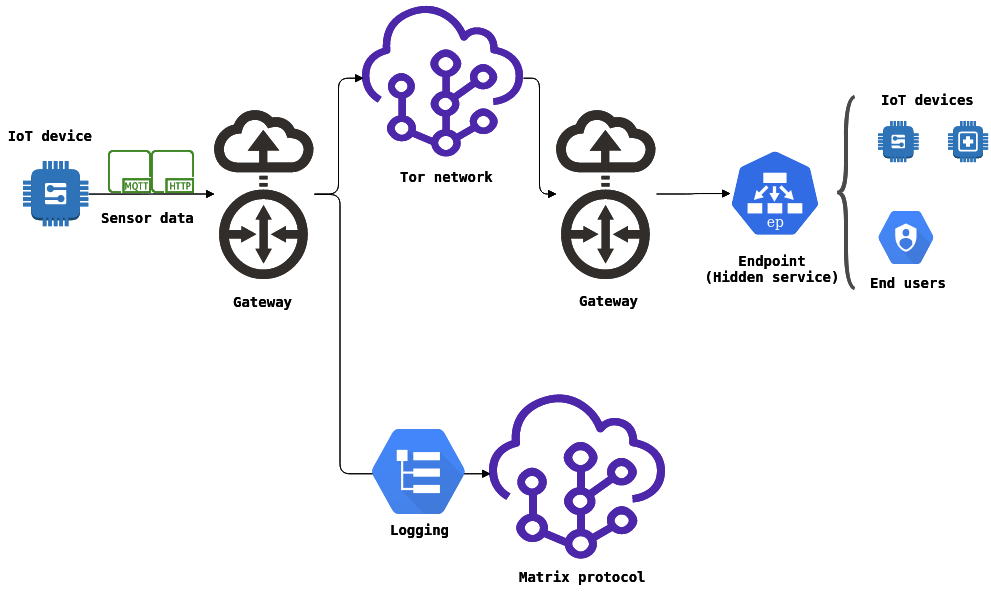 IoT device
MQTT
HTTP
Sensor data
Gateway
Tor network
Gateway
ep
Endpoint
(Hidden service)
IoT devices
End users
Logging
Matrix protocol